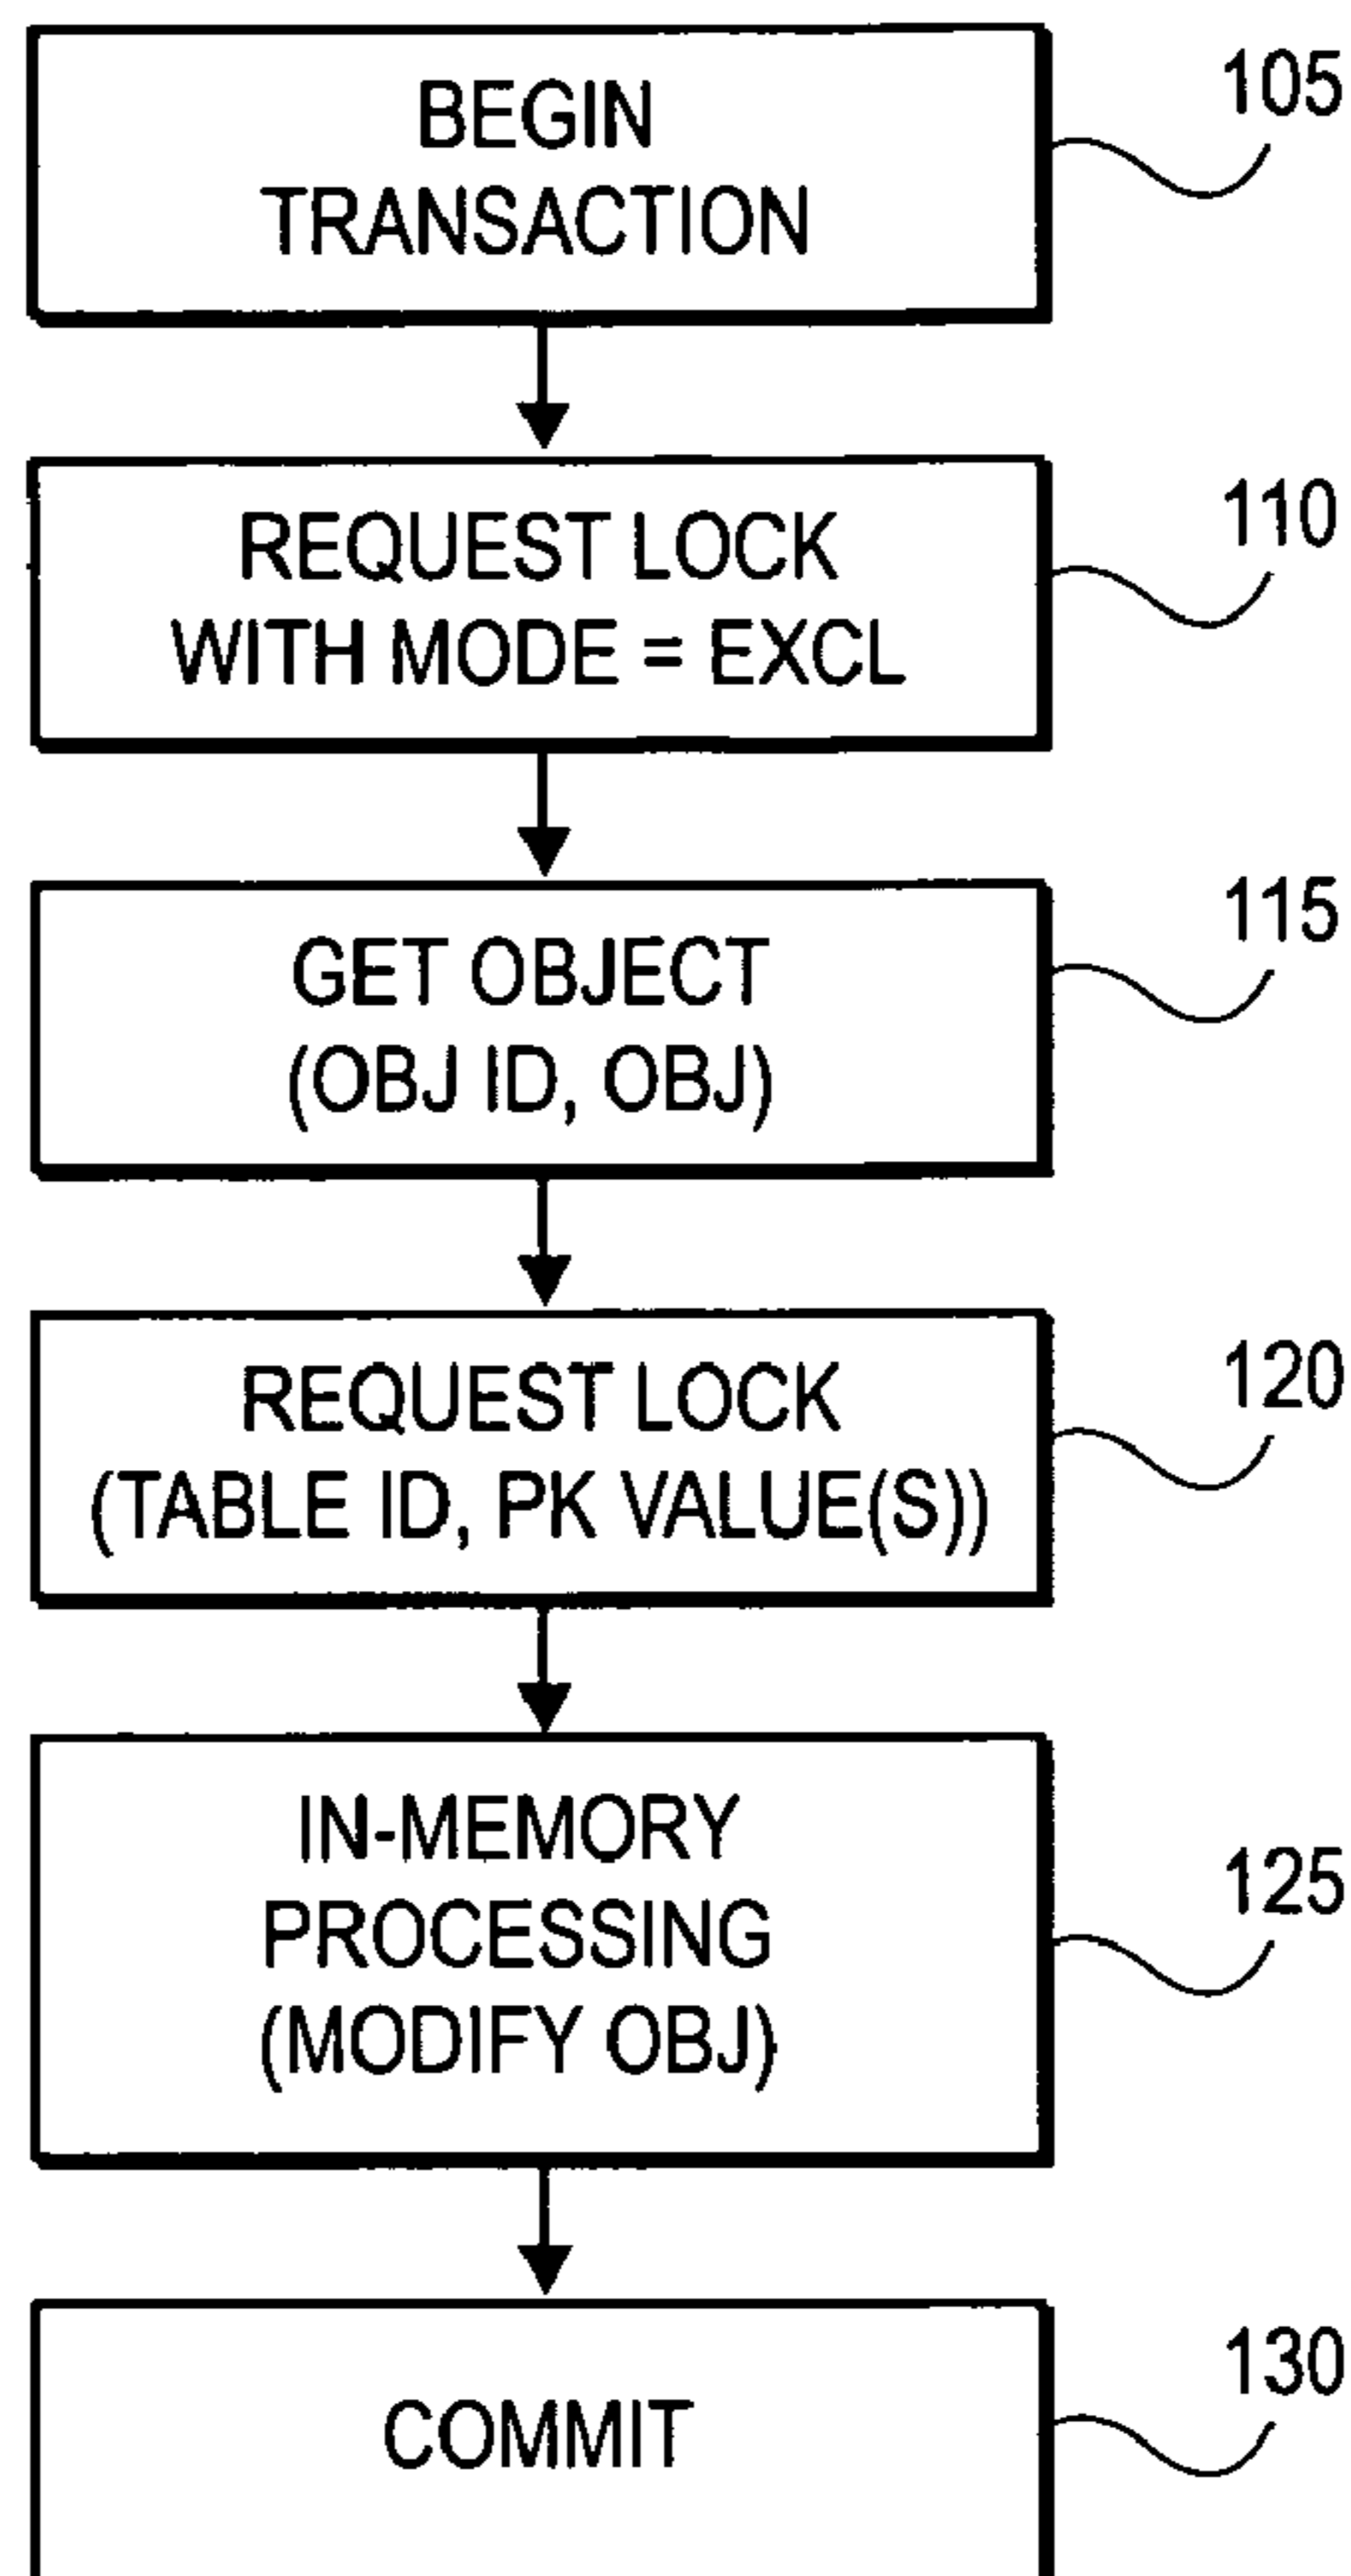 BEGIN
TRANSACTION
105
REQUEST LOCK
WITH MODE = EXCL
110
GET OBJECT
(OBJ ID, OBJ)
115
REQUEST LOCK
(TABLE ID, PK VALUE(S))
120
IN-MEMORY
PROCESSING
(MODIFY OBJ)
125
COMMIT
130